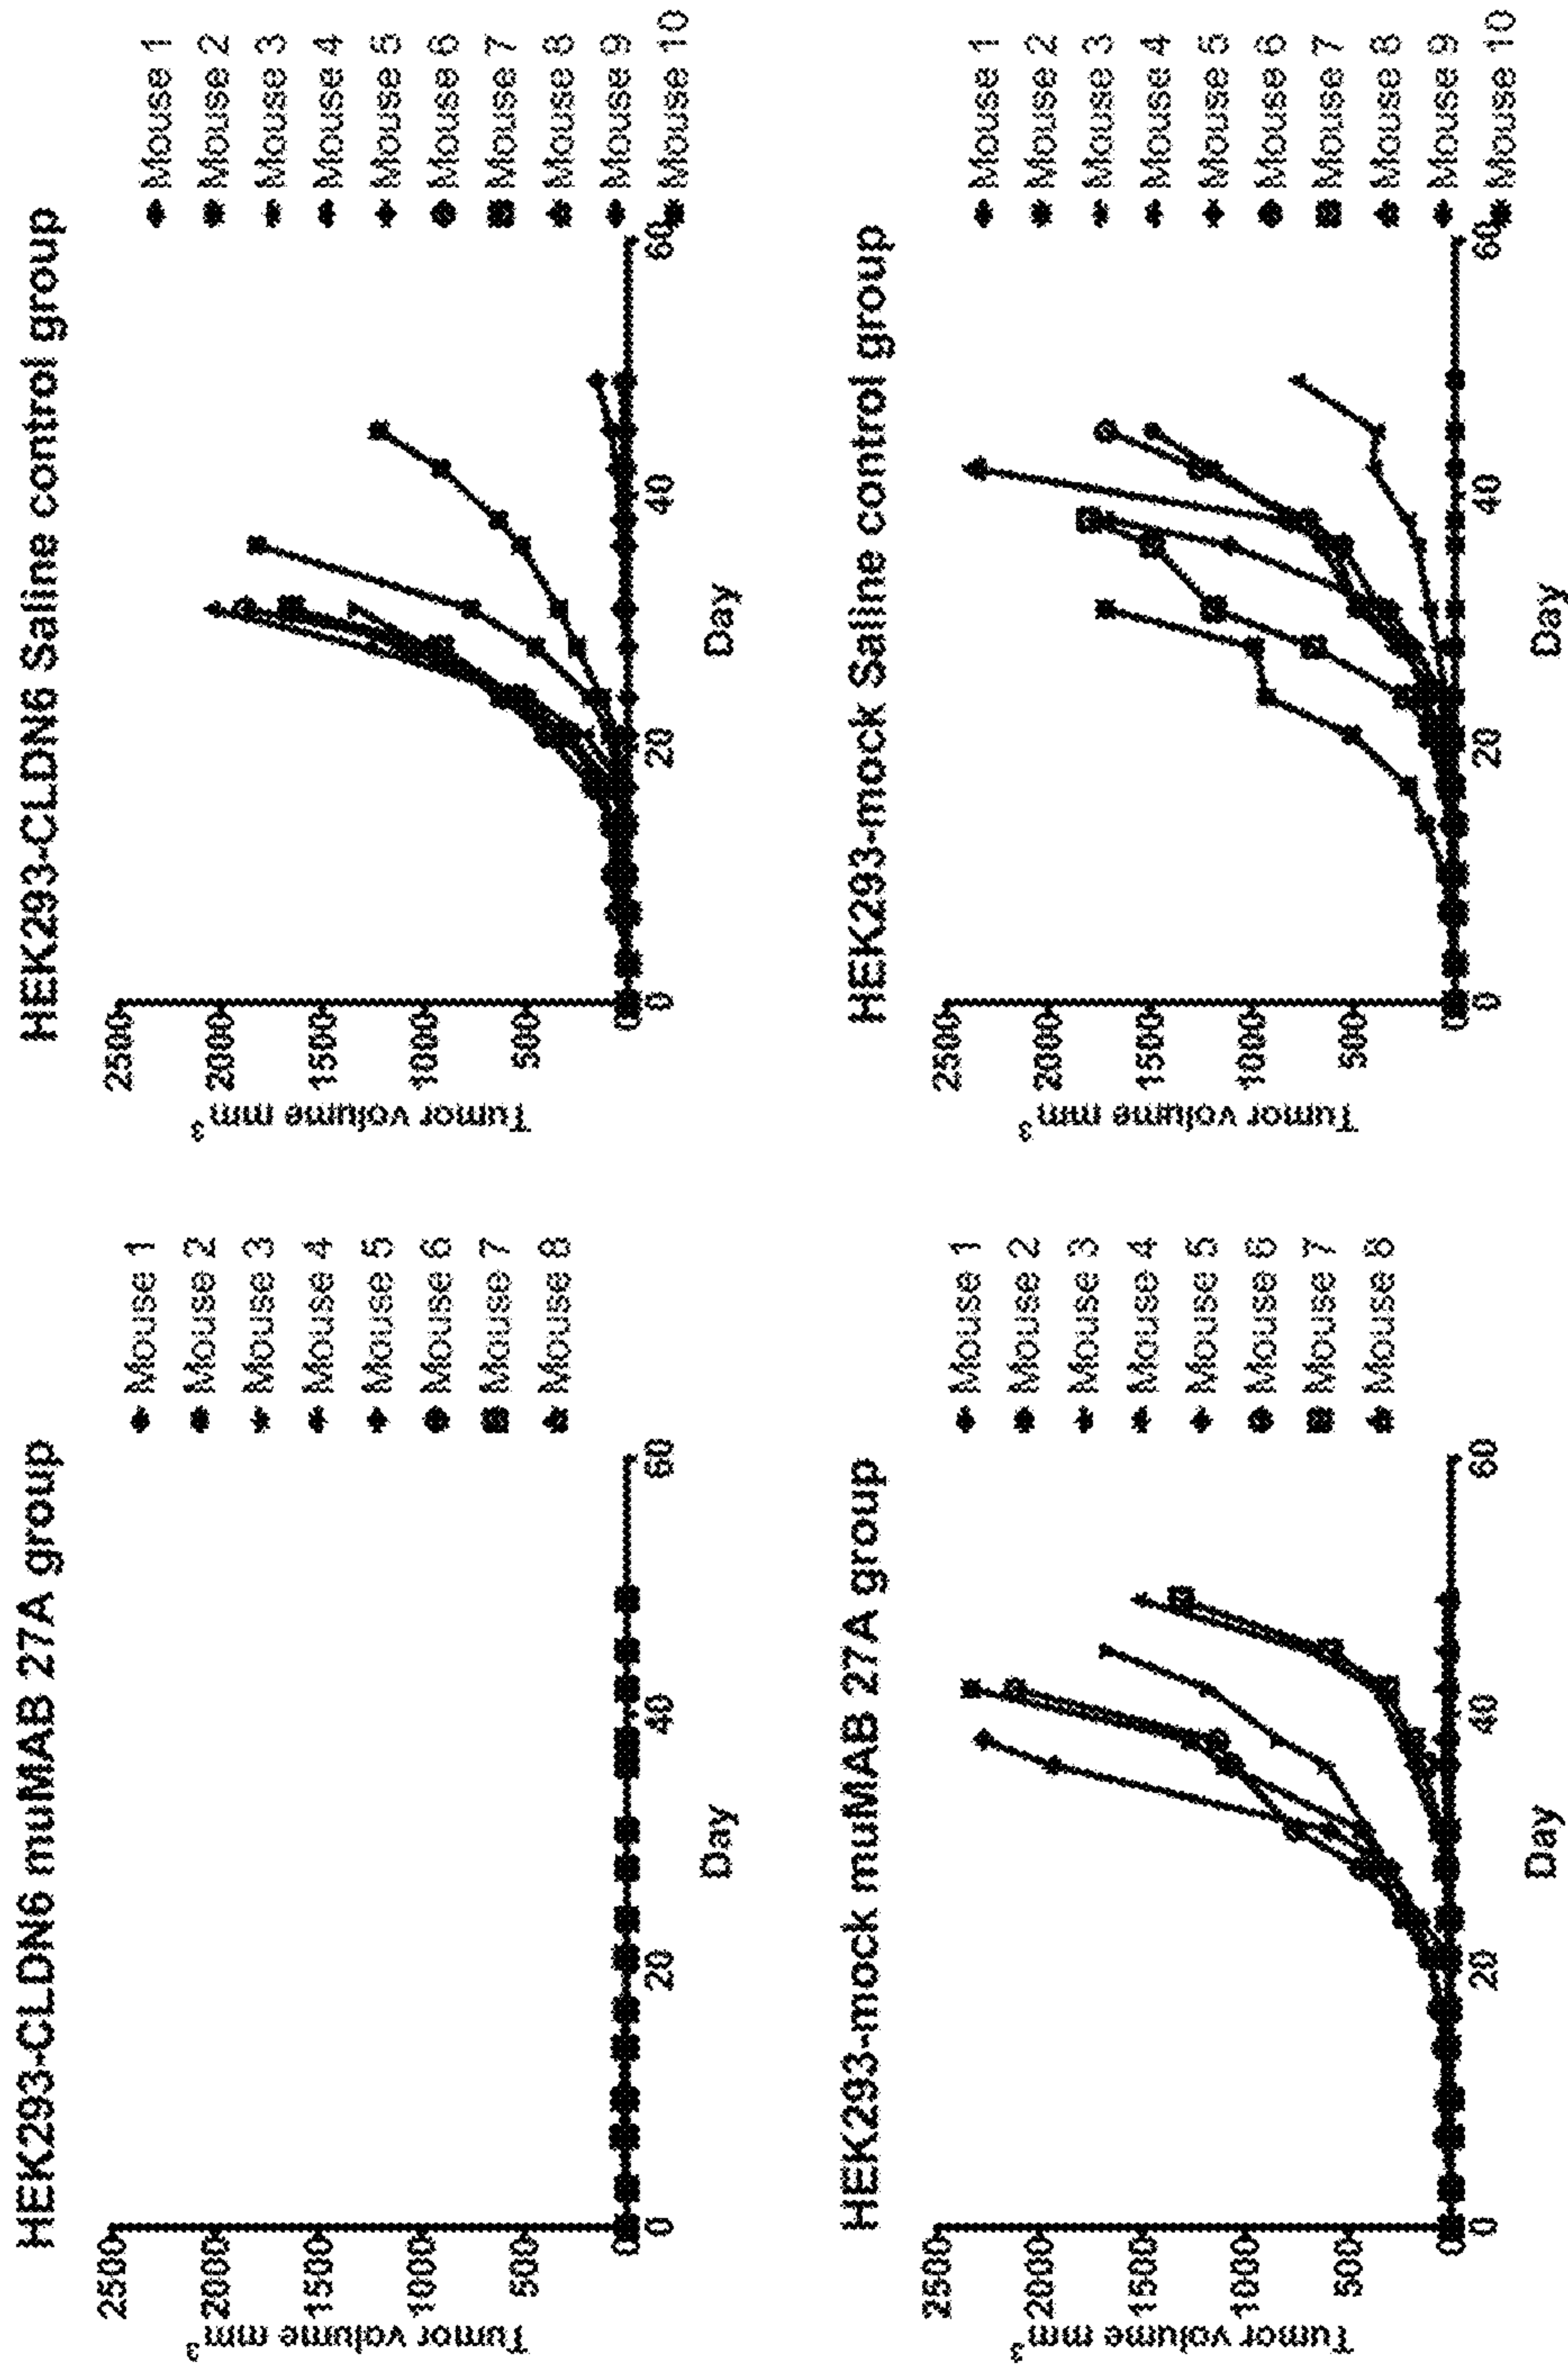 HEK293-CLDN6 muMAB 27A group
2500
2000
1500
1000
500
0
Tumor volume mm³
0
20
40
60
Day
Mouse 1
Mouse 2
Mouse 3
Mouse 4
Mouse 5
Mouse 6
Mouse 7
Mouse 8
HEK293-CLDN6 Saline control group
2500
2000
1500
1000
500
0
Tumor volume mm³
0
20
40
60
Day
Mouse 1
Mouse 2
Mouse 3
Mouse 4
Mouse 5
Mouse 6
Mouse 7
Mouse 8
Mouse 9
Mouse 10
HEK293-mock muMAB 27A group
2500
2000
1500
1000
500
0
Tumor volume mm³
0
20
40
60
Day
Mouse 1
Mouse 2
Mouse 3
Mouse 4
Mouse 5
Mouse 6
Mouse 7
Mouse 8
HEK293-mock Saline control group
2500
2000
1500
1000
500
0
Tumor volume mm³
0
20
40
60
Day
Mouse 1
Mouse 2
Mouse 3
Mouse 4
Mouse 5
Mouse 6
Mouse 7
Mouse 8
Mouse 9
Mouse 10